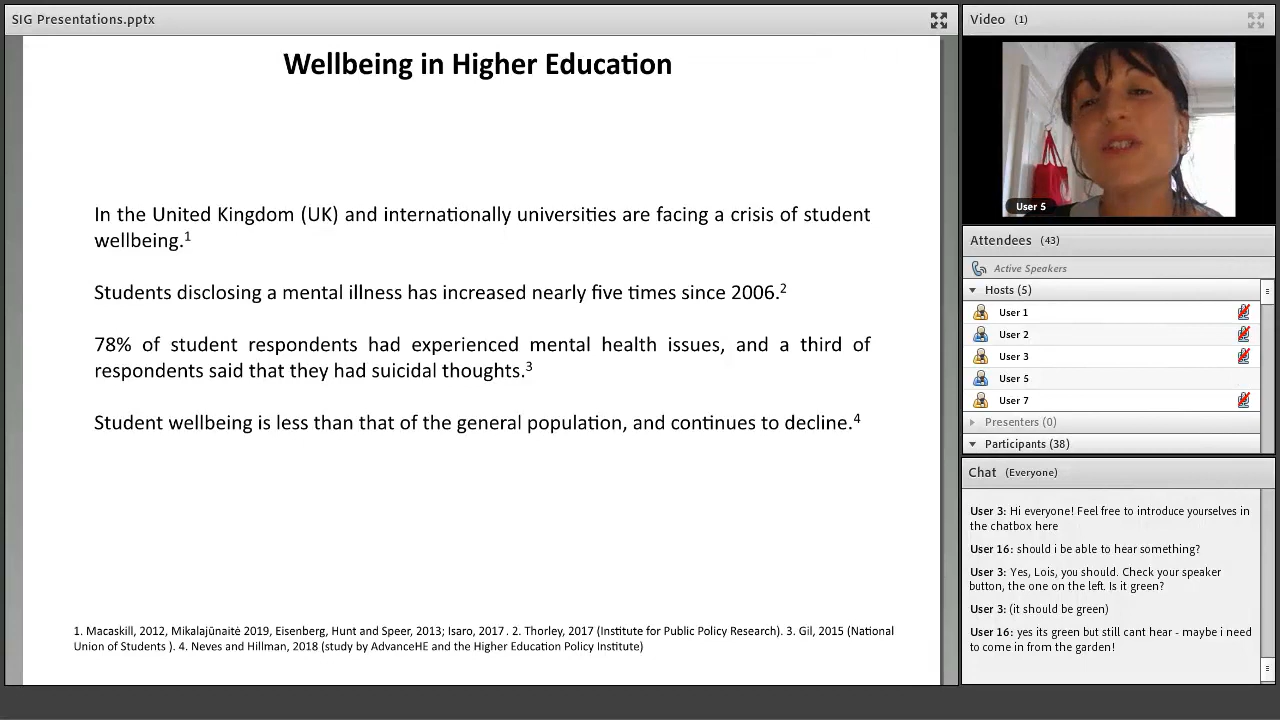 SIG Presentations.pptx
Wellbeing in Higher Education
In the United Kingdom (UK) and internationally universities are facing a crisis of student
wellbeing.1
Students disclosing a mental illness has increased nearly five times since 2006.2
78% of student respondents had experienced mental health issues, and a third of
respondents said that they had suicidal thoughts.3
Student wellbeing is less than that of the general population, and continues to decline.4
1. Macaskill, 2012, Mikalajūnaitė 2019, Eisenberg, Hunt and Speer, 2013; Isaro, 2017. 2. Thorley, 2017 (Institute for Public Policy Research). 3. Gil, 2015 (National
Union of Students ). 4. Neves and Hillman, 2018 (study by AdvanceHE and the Higher Education Policy Institute)
Video (1)
User 5
Attendees (43)
Active Speakers
Hosts (5)
User 1
User 2
User 3
User 5
User 7
Presenters (0)
Participants (38)
Chat (Everyone)
User 3: Hi everyone! Feel free to introduce yourselves in
the chatbox here
User 16: should i be able to hear something?
User 3: Yes, Lois, you should. Check your speaker
button, the one on the left. Is it green?
User 3: (it should be green)
User 16: yes its green but still cant hear - maybe i need
to come in from the garden!